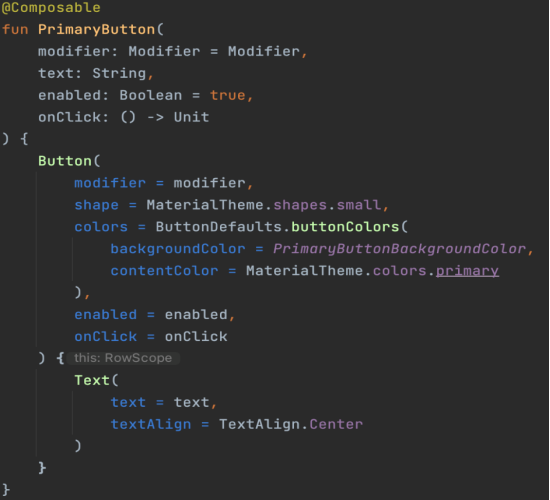 @Composable
fun PrimaryButton(
    modifier: Modifier = Modifier,
    text: String,
    enabled: Boolean = true,
    onClick: () -> Unit
) {
    Button(
        modifier = modifier,
        shape = MaterialTheme.shapes.small,
        colors = ButtonDefaults.buttonColors(
            backgroundColor = PrimaryButtonBackgroundColor,
            contentColor = MaterialTheme.colors.primary
        ),
        enabled = enabled,
        onClick = onClick
    ) { this: RowScope
        Text(
            text = text,
            textAlign = TextAlign.Center
        )
    }
}